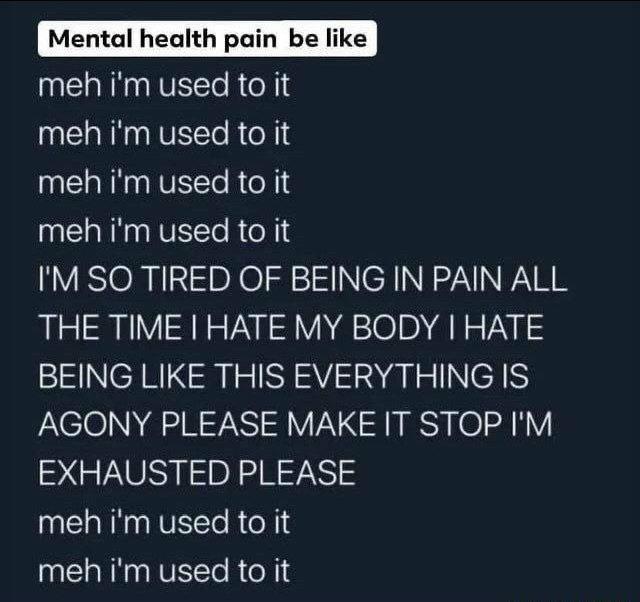 Mental health pain be like
meh i'm used to it
meh i'm used to it
meh i'm used to it
meh i'm used to it
I'M SO TIRED OF BEING IN PAIN ALL
THE TIME I HATE MY BODY I HATE
BEING LIKE THIS EVERYTHING IS
AGONY PLEASE MAKE IT STOP I'M
EXHAUSTED PLEASE
meh i'm used to it
meh i'm used to it